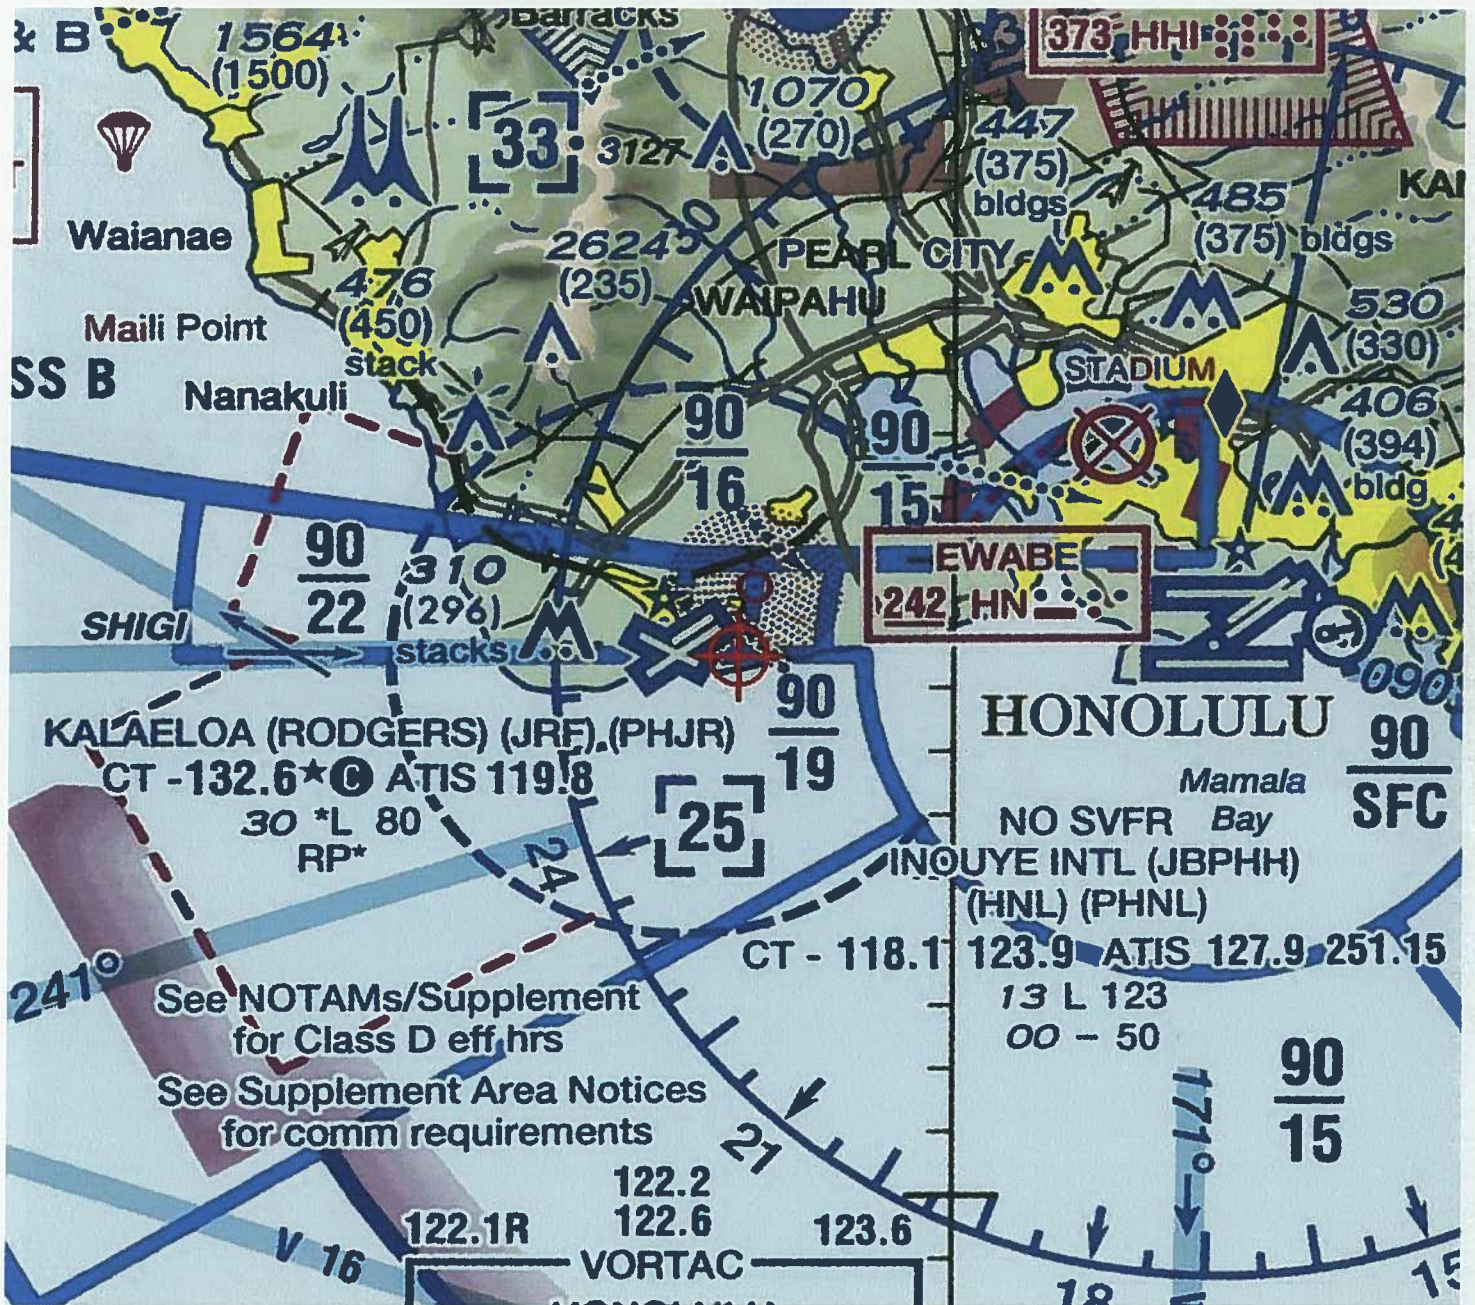 & B
1564
(1500)
Barracks
373 HHI
33
3127
1070
(270)
447
(375)
bldgs
485
(375) bldgs
Waianae
2624
(235)
30
PEARL CITY
WAIPAHU
476
(450)
stack
Maili Point
530
(330)
SS B
Nanakuli
STADIUM
406
(394)
bldg
90
16
90
15
90
22
310
(296)
stacks
EWABE
242 HN
SHIGI
090
90
19
KALAELOA (RODGERS) (JRF) (PHJR)
CT - 132.6 ★ C ATIS 119.8
30 *L 80
RP*
HONOLULU
90
SFC
Mamala
Bay
NO SVFR
25
24
INOUYE INTL (JBPHH)
(HNL) (PHNL)
CT - 118.1 123.9 ATIS 127.9 251.15
13 L 123
00 - 50
241°
See NOTAMs/Supplement
for Class D eff hrs
See Supplement Area Notices
for comm requirements
90
15
171°
21
122.2
122.1R 122.6 123.6
VORTAC
V 16
18
15